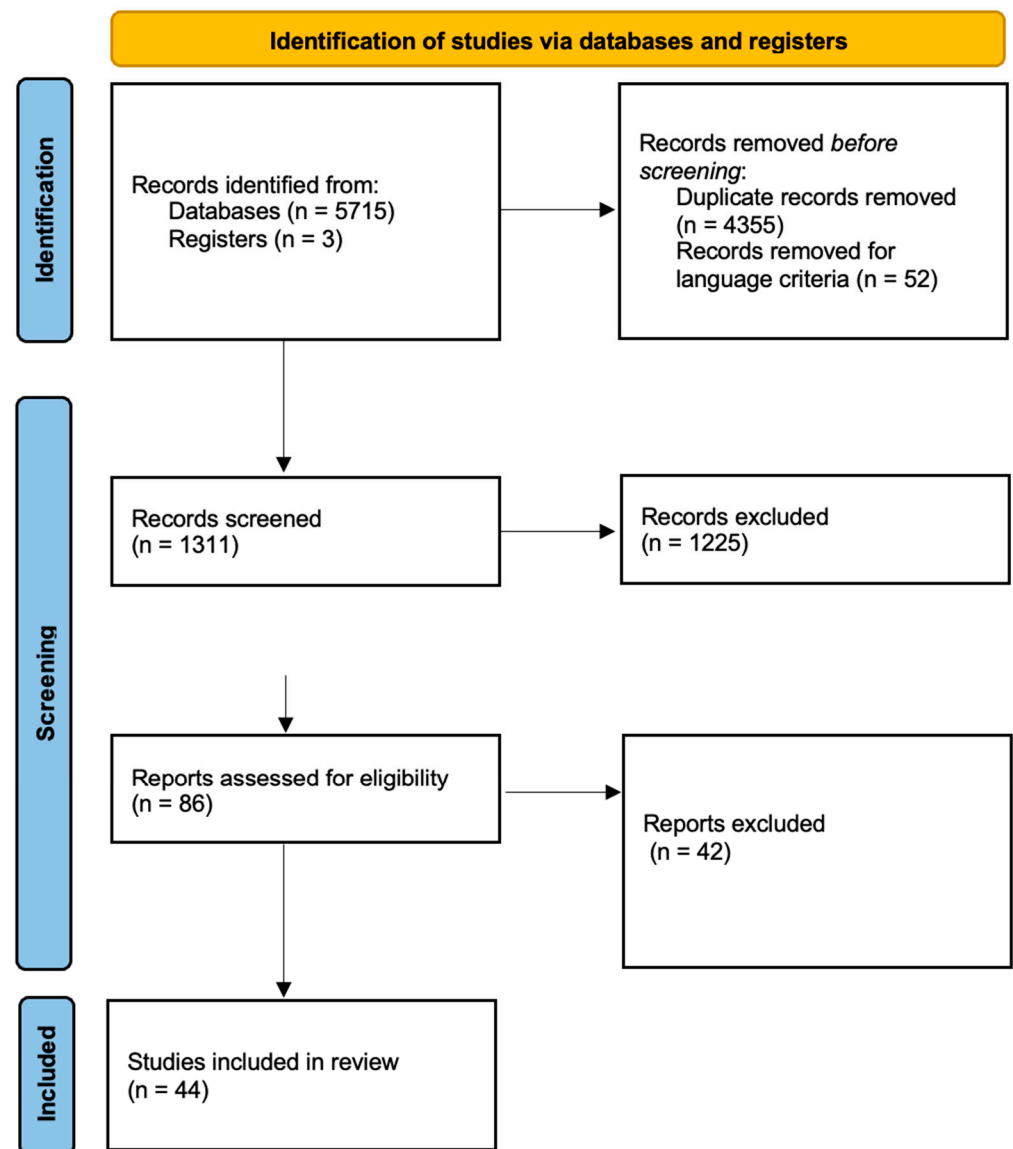 Identification of studies via databases and registers
Identification
Records identified from:
Databases (n = 5715)
Registers (n = 3)
Records removed before
screening:
Duplicate records removed
(n = 4355)
Records removed for
language criteria (n = 52)
Screening
Records screened
(n = 1311)
Records excluded
(n = 1225)
Reports assessed for eligibility
(n = 86)
Reports excluded
(n = 42)
Included
Studies included in review
(n = 44)